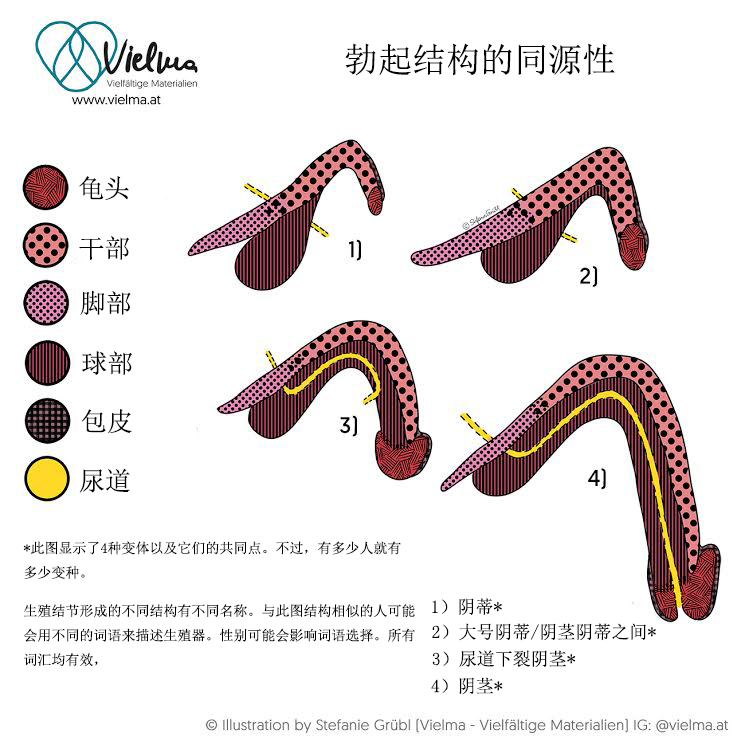 Vielma
Vielfältige Materialien
www.vielma.at
勃起结构的同源性
龟头
干部
脚部
球部
包皮
尿道
1)
© Stefanie Grübl
2)
3)
4)
*此图显示了4种变体以及它们的共同点。不过，有多少人就有
多少变种。
生殖结节形成的不同结构有不同名称。与此图结构相似的人可能
会用不同的词语来描述生殖器。性别可能会影响词语选择。所有
词汇均有效，
1）阴蒂*
2）大号阴蒂/阴茎阴蒂之间*
3）尿道下裂阴茎*
4）阴茎*
© Illustration by Stefanie Grübl (Vielma - Vielfältige Materialien) IG: @vielma.at